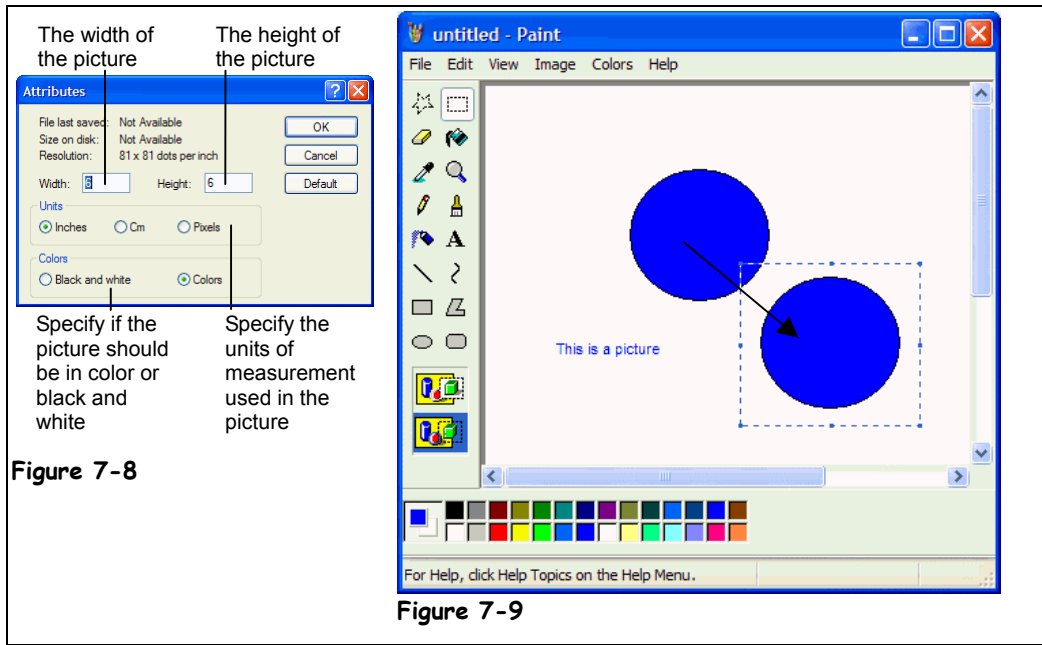 The width of
the picture
The height of
the picture
Attributes
File last saved: Not Available
Size on disk: Not Available
Resolution: 81 x 81 dots per inch
Width: 6 Height: 6
Units
Inches Cm Pixels
Colors
Black and white Colors
OK
Cancel
Default
Specify if the
picture should
be in color or
black and
white
Specify the
units of
measurement
used in the
picture
Figure 7-8
untitled - Paint
File Edit View Image Colors Help
A
This is a picture
For Help, click Help Topics on the Help Menu.
Figure 7-9